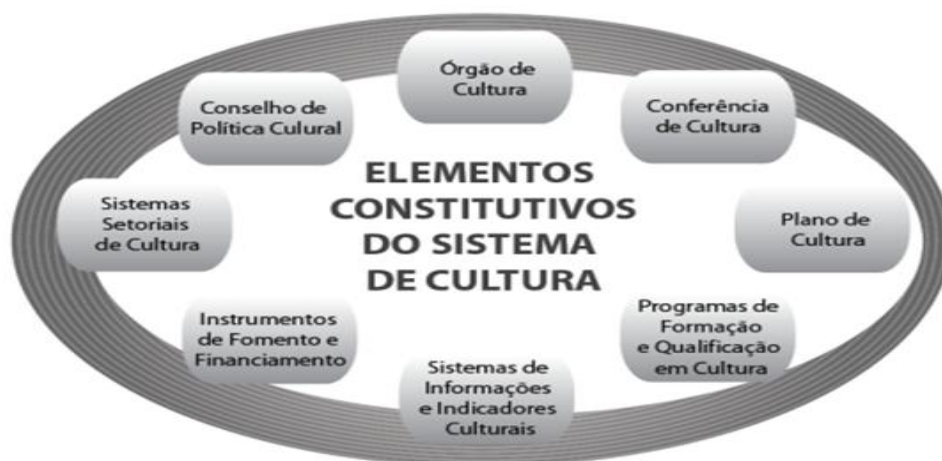 Órgão de
Cultura
Conselho de
Política Culural
Conferência
de Cultura
ELEMENTOS
CONSTITUTIVOS
DO SISTEMA
DE CULTURA
Sistemas
Setoriais
de Cultura
Plano de
Cultura
Instrumentos
de Fomento e
Financiamento
Programas de
Formação
e Qualificação
em Cultura
Sistemas de
Informações
e Indicadores
Culturais